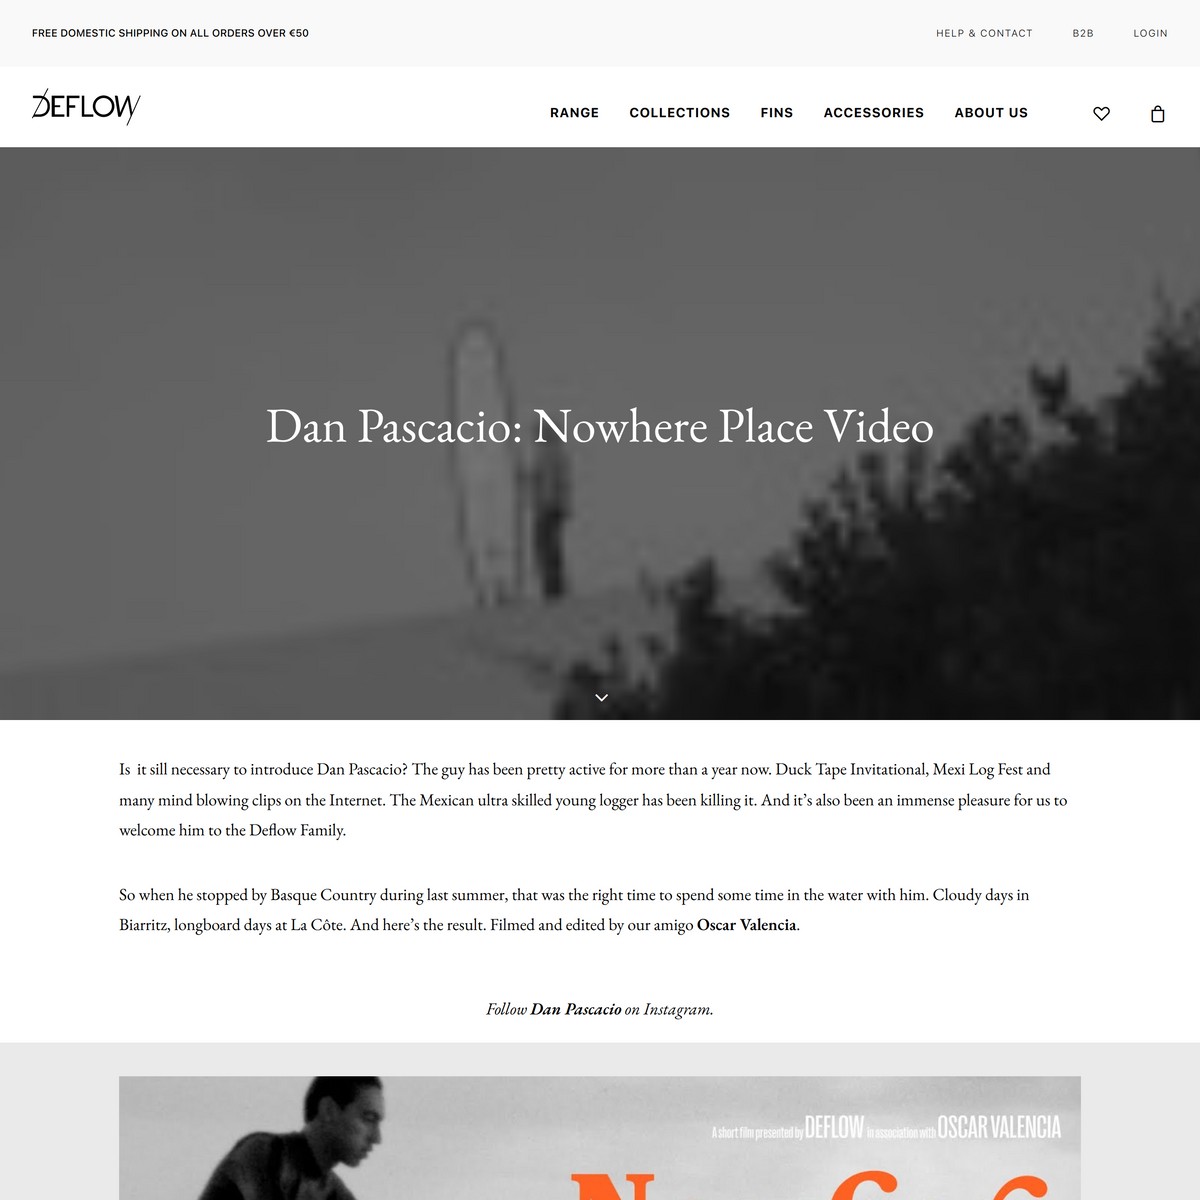 FREE DOMESTIC SHIPPING ON ALL ORDERS OVER €50
HELP & CONTACT
B2B
LOGIN
DEFLOW
RANGE
COLLECTIONS
FINS
ACCESSORIES
ABOUT US
Dan Pascacio: Nowhere Place Video
Is it sill necessary to introduce Dan Pascacio? The guy has been pretty active for more than a year now. Duck Tape Invitational, Mexi Log Fest and
many mind blowing clips on the Internet. The Mexican ultra skilled young logger has been killing it. And it’s also been an immense pleasure for us to
welcome him to the Deflow Family.
So when he stopped by Basque Country during last summer, that was the right time to spend some time in the water with him. Cloudy days in
Biarritz, longboard days at La Côte. And here’s the result. Filmed and edited by our amigo Oscar Valencia.
Follow Dan Pascacio on Instagram.
A short film presented by DEFLOW in association with OSCAR VALENCIA